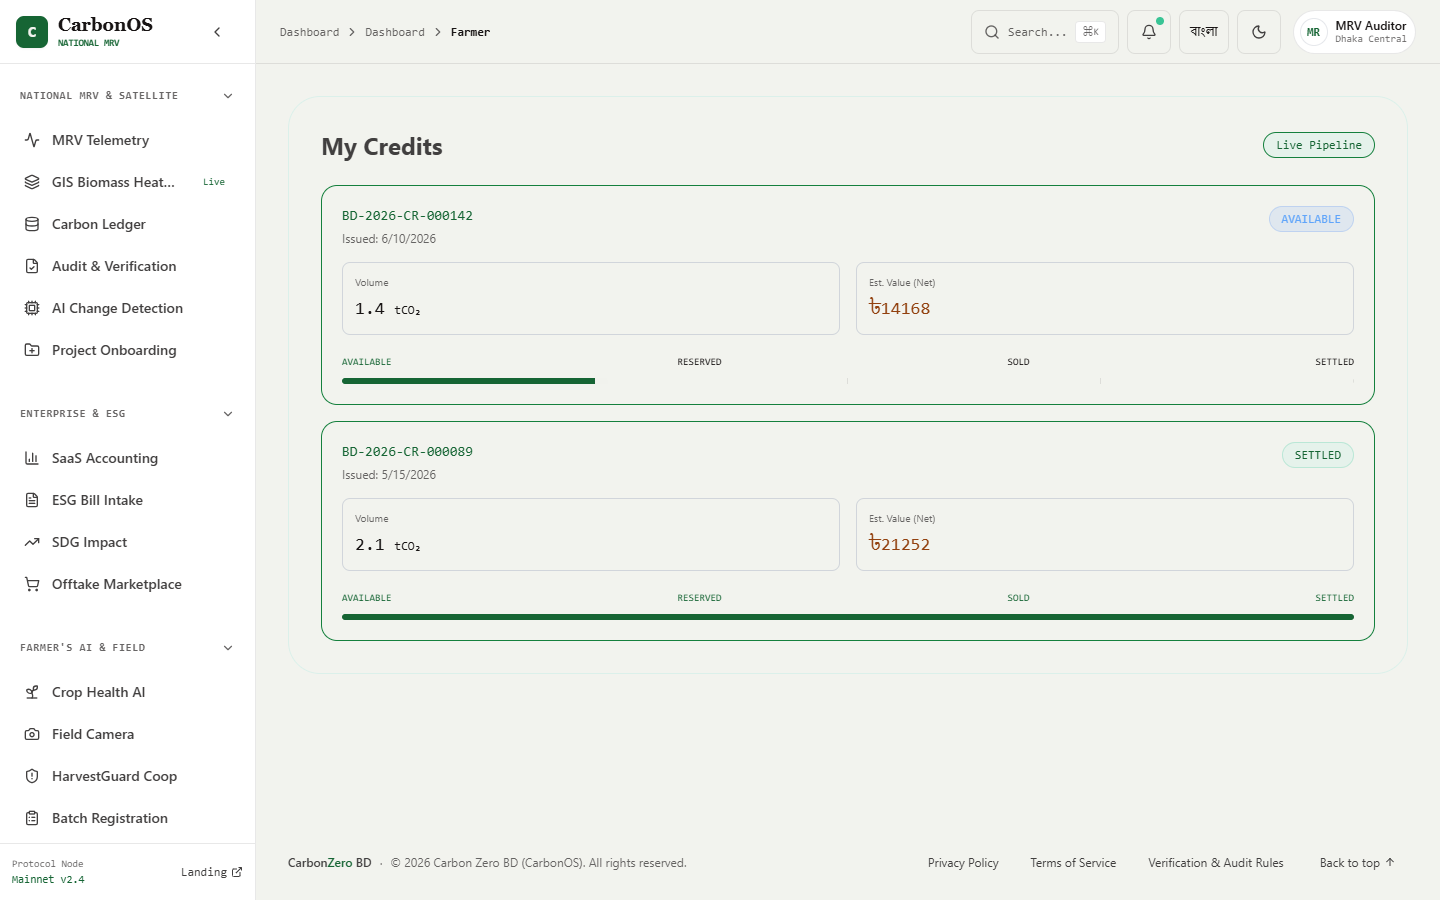 C
CarbonOS
NATIONAL MRV
Dashboard > Dashboard > Farmer
Search... ⌘K
বাংলা
MR
MRV Auditor
Dhaka Central
NATIONAL MRV & SATELLITE
MRV Telemetry
GIS Biomass Heat... Live
Carbon Ledger
Audit & Verification
AI Change Detection
Project Onboarding
ENTERPRISE & ESG
SaaS Accounting
ESG Bill Intake
SDG Impact
Offtake Marketplace
FARMER'S AI & FIELD
Crop Health AI
Field Camera
HarvestGuard Coop
Batch Registration
Protocol Node
Mainnet v2.4
Landing
My Credits
Live Pipeline
BD-2026-CR-000142
AVAILABLE
Issued: 6/10/2026
Volume
1.4 tCO₂
Est. Value (Net)
৳14168
AVAILABLE RESERVED SOLD SETTLED
BD-2026-CR-000089
SETTLED
Issued: 5/15/2026
Volume
2.1 tCO₂
Est. Value (Net)
৳21252
AVAILABLE RESERVED SOLD SETTLED
CarbonZero BD · © 2026 Carbon Zero BD (CarbonOS). All rights reserved.
Privacy Policy Terms of Service Verification & Audit Rules Back to top ↑